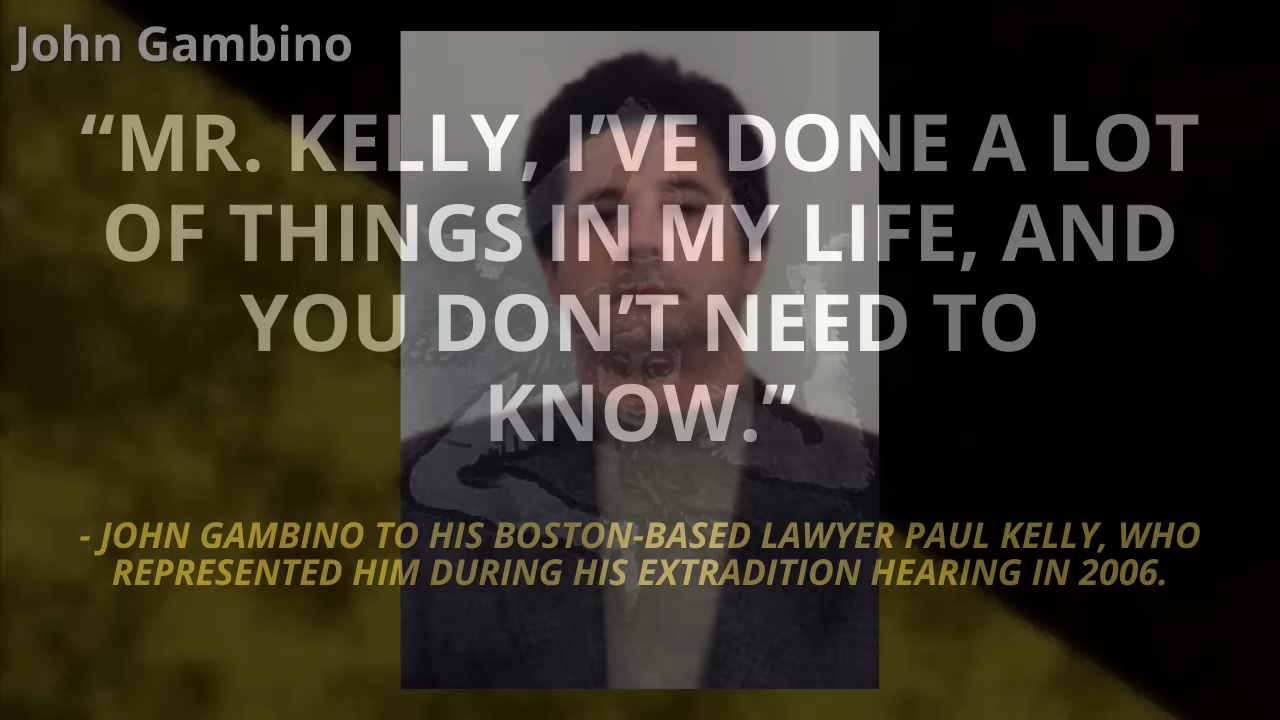 John Gambino
“MR. KELLY, I’VE DONE A LOT
OF THINGS IN MY LIFE, AND
YOU DON’T NEED TO
KNOW.”
- JOHN GAMBINO TO HIS BOSTON-BASED LAWYER PAUL KELLY, WHO
REPRESENTED HIM DURING HIS EXTRADITION HEARING IN 2006.